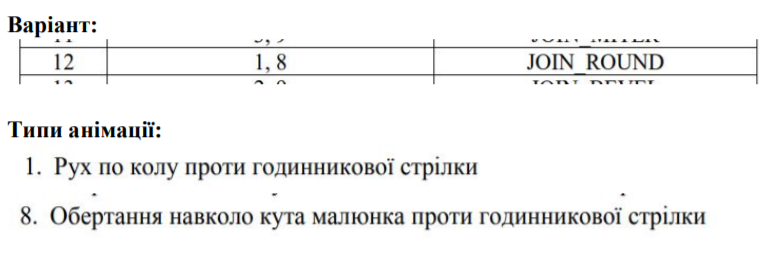 Варіант:
12 1, 8 JOIN_ROUND
Типи анімації:
1. Рух по колу проти годинникової стрілки
8. Обертання навколо кута малюнка проти годинникової стрілки